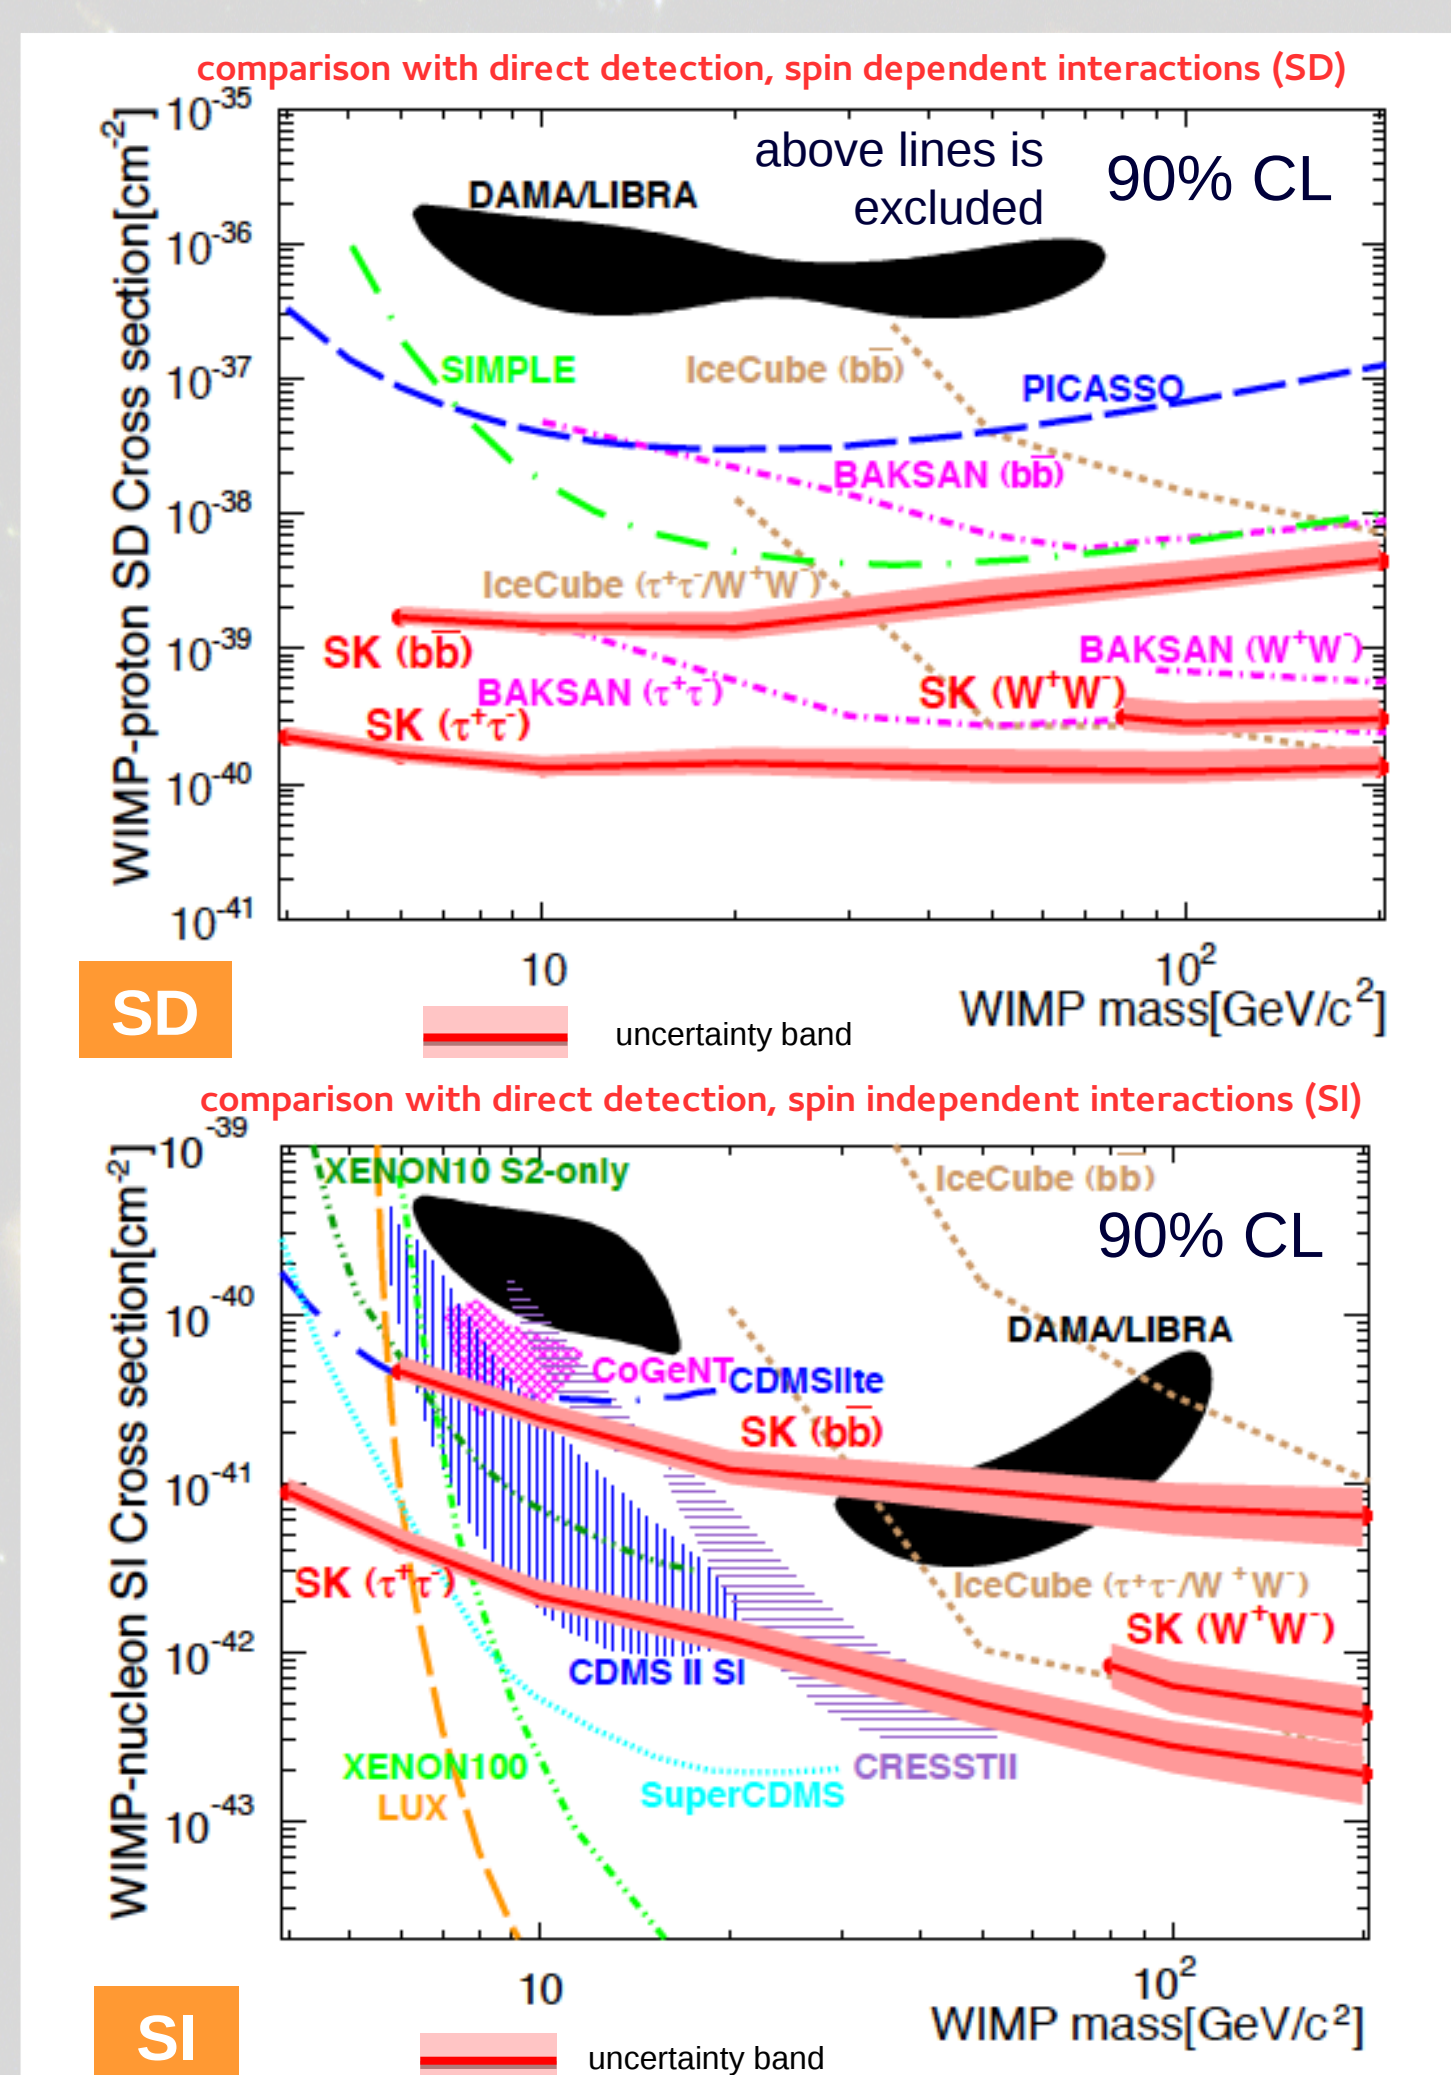 comparison with direct detection, spin dependent interactions (SD)
WIMP-proton SD Cross section[cm⁻²]
10⁻³⁵
10⁻³⁶
10⁻³⁷
10⁻³⁸
10⁻³⁹
10⁻⁴⁰
10⁻⁴¹
above lines is
excluded
90% CL
DAMA/LIBRA
SIMPLE
IceCube (bb̅)
PICASSO
BAKSAN (bb̅)
IceCube (τ⁺τ⁻/W⁺W⁻)
SK (bb̅)
BAKSAN (W⁺W⁻)
BAKSAN (τ⁺τ⁻)
SK (W⁺W⁻)
SK (τ⁺τ⁻)
10
10²
WIMP mass[GeV/c²]
SD
uncertainty band
comparison with direct detection, spin independent interactions (SI)
WIMP-nucleon SI Cross section[cm⁻²]
10⁻³⁹
10⁻⁴⁰
10⁻⁴¹
10⁻⁴²
10⁻⁴³
XENON10 S2-only
IceCube (bb̅)
90% CL
DAMA/LIBRA
CoGeNT
CDMSlite
SK (bb̅)
SK (τ⁺τ⁻)
IceCube (τ⁺τ⁻/W⁺W⁻)
SK (W⁺W⁻)
CDMS II SI
XENON100
LUX
SuperCDMS
CRESSTII
10
10²
WIMP mass[GeV/c²]
SI
uncertainty band